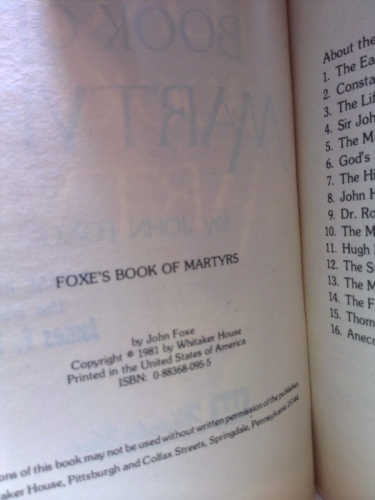 FOXE'S BOOK OF MARTYRS
by John Foxe
Copyright © 1981 by Whitaker House
Printed in the United States of America
ISBN: 0-88368-095-5
ons of this book may not be used without written permission of the publisher,
aker House, Pittsburgh and Colfax Streets, Springdale, Pennsylvania 15144
About the
1. The Ea
2. Consta
3. The Lif
4. Sir Joh
5. The M
6. God's
7. The Hi
8. John H
9. Dr. Ro
10. The M
11. Hugh
12. The S
13. The M
14. The F
15. Thom
16. Anec